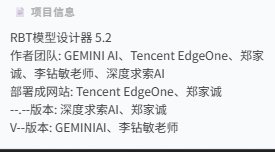 项目信息
RBT模型设计器 5.2
作者团队: GEMINI AI、Tencent EdgeOne、郑家
诚、李钻敏老师、深度求索AI
部署成网站: Tencent EdgeOne、郑家诚
--.--版本: 深度求索AI、郑家诚
V--版本: GEMINIAI、李钻敏老师